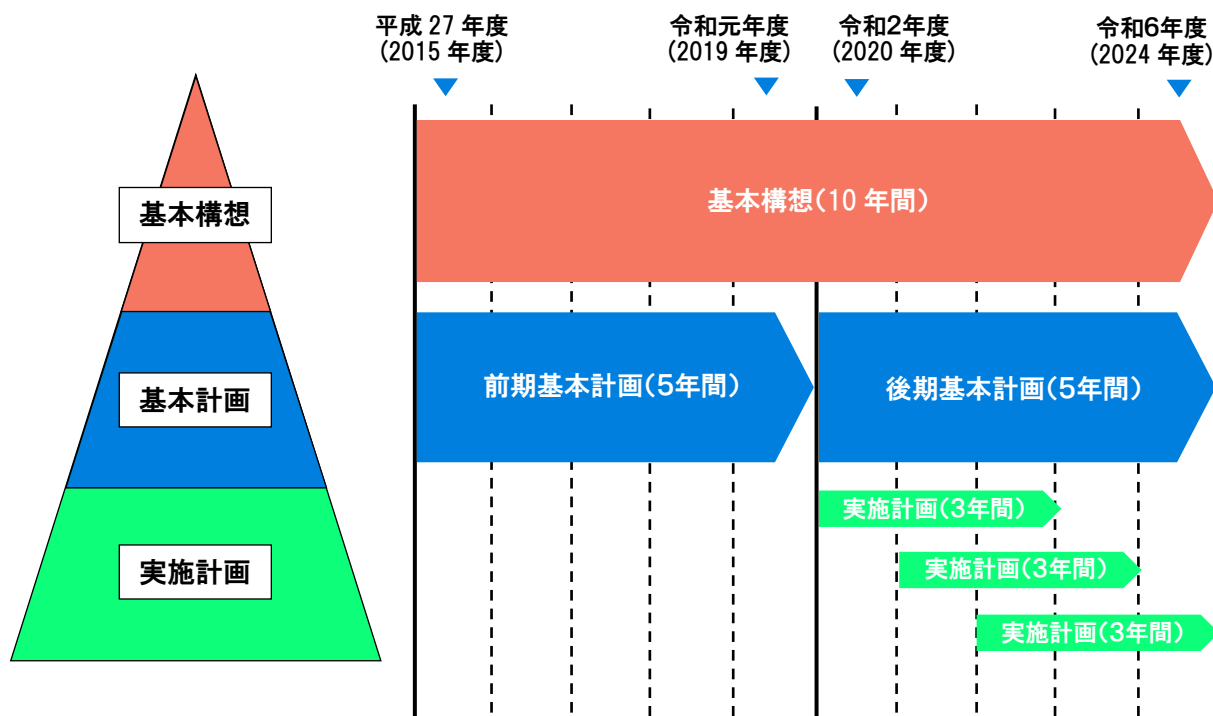 平成 27 年度
(2015 年度)
令和元年度
(2019 年度)
令和2年度
(2020 年度)
令和6年度
(2024 年度)
基本構想
基本構想(10 年間)
基本計画
前期基本計画(5年間)
後期基本計画(5年間)
実施計画
実施計画(3年間)
実施計画(3年間)
実施計画(3年間)